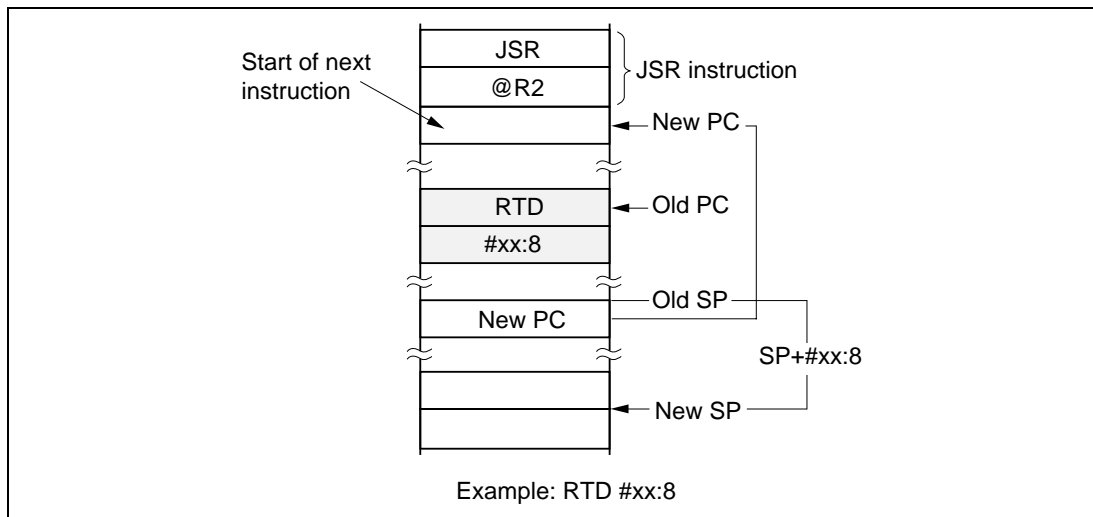 JSR
Start of next
instruction
JSR instruction
@R2
New PC
RTD
Old PC
#xx:8
Old SP
New PC
SP+#xx:8
New SP
Example: RTD #xx:8